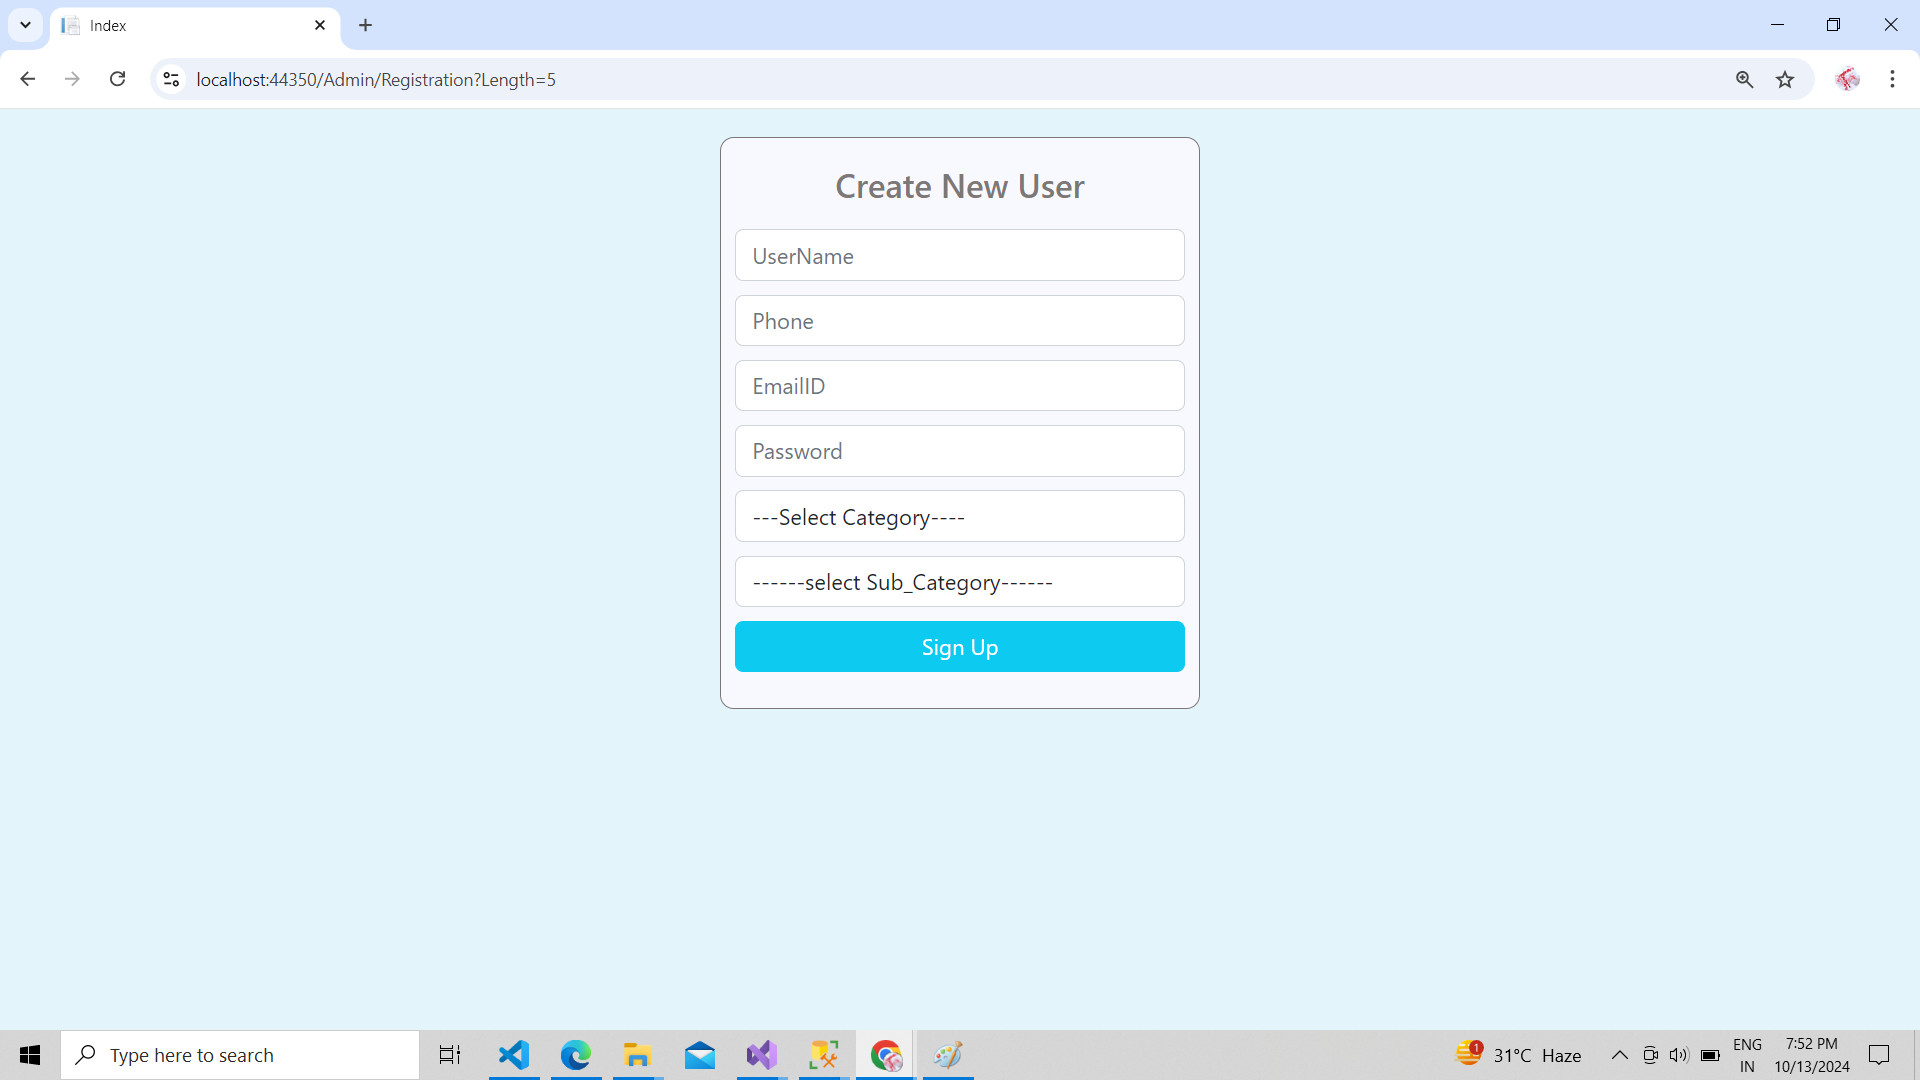 Index
localhost:44350/Admin/Registration?Length=5
Create New User
UserName
Phone
EmailID
Password
---Select Category----
------select Sub_Category------
Sign Up
Type here to search
1
31°C Haze
ENG
IN
7:52 PM
10/13/2024